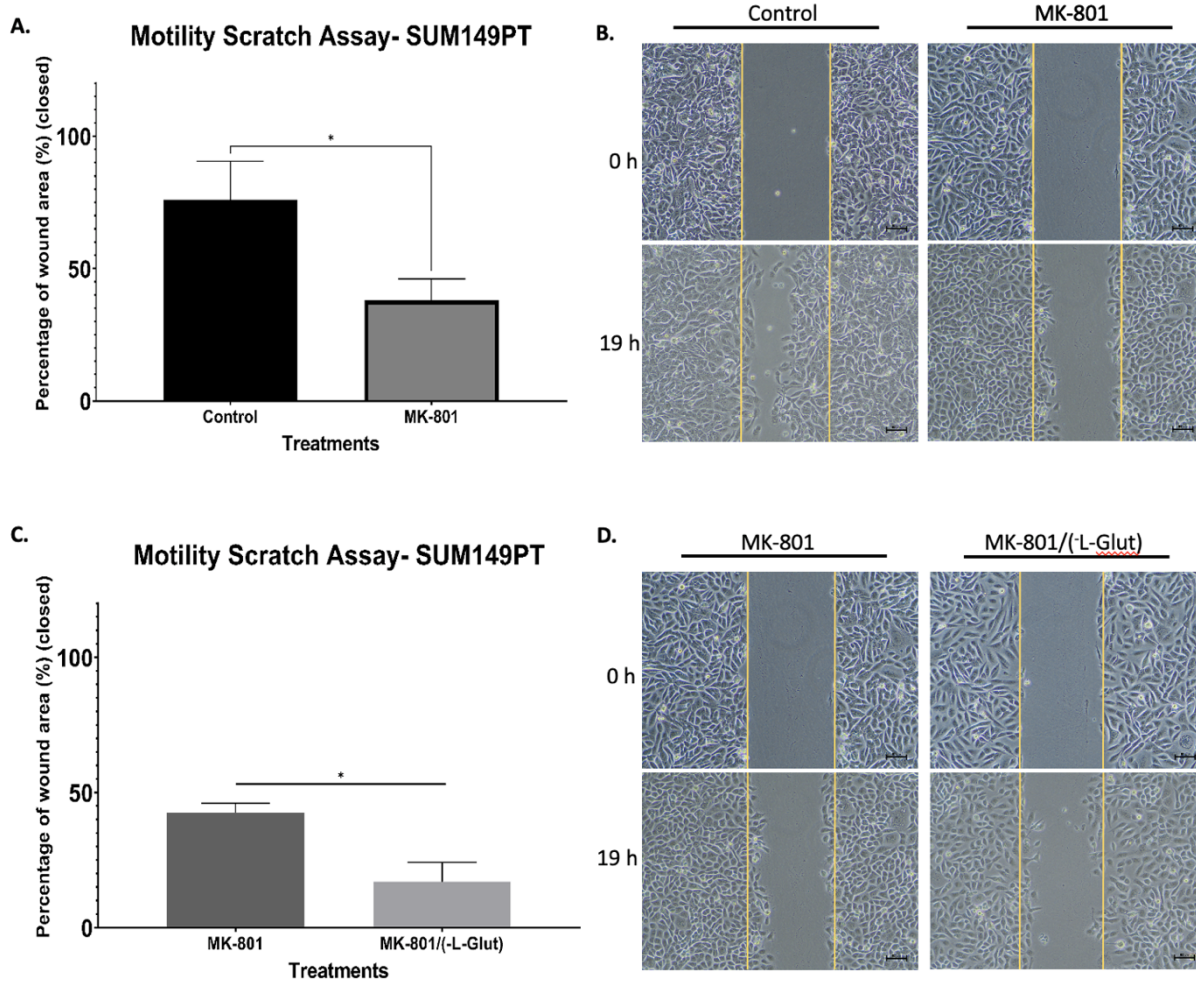 A.
Motility Scratch Assay- SUM149PT
Percentage of wound area (%) (closed)
100
50
0
*
Control
MK-801
Treatments
B.
Control
MK-801
0 h
19 h
C.
Motility Scratch Assay- SUM149PT
Percentage of wound area (%) (closed)
100
50
0
*
MK-801
MK-801/(-L-Glut)
Treatments
D.
MK-801
MK-801/(-L-Glut)
0 h
19 h